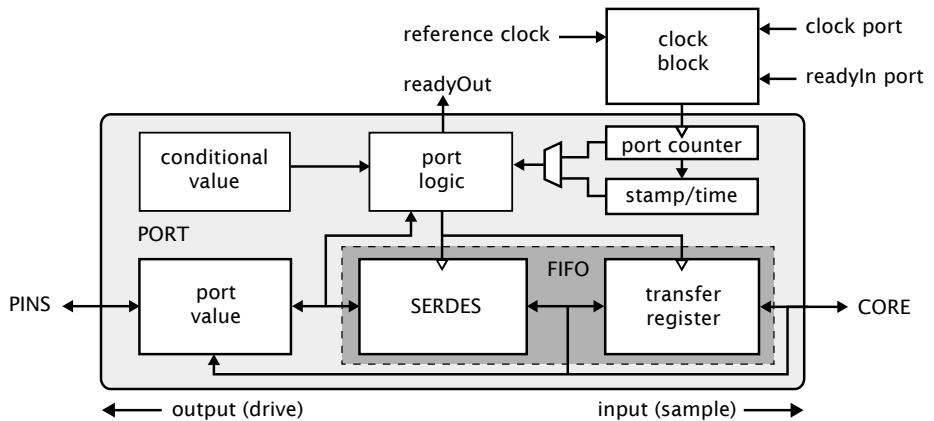 reference clock
clock
block
clock port
readyIn port
readyOut
conditional
value
port
logic
port counter
stamp/time
PORT
FIFO
PINS
port
value
SERDES
transfer
register
CORE
output (drive)
input (sample)